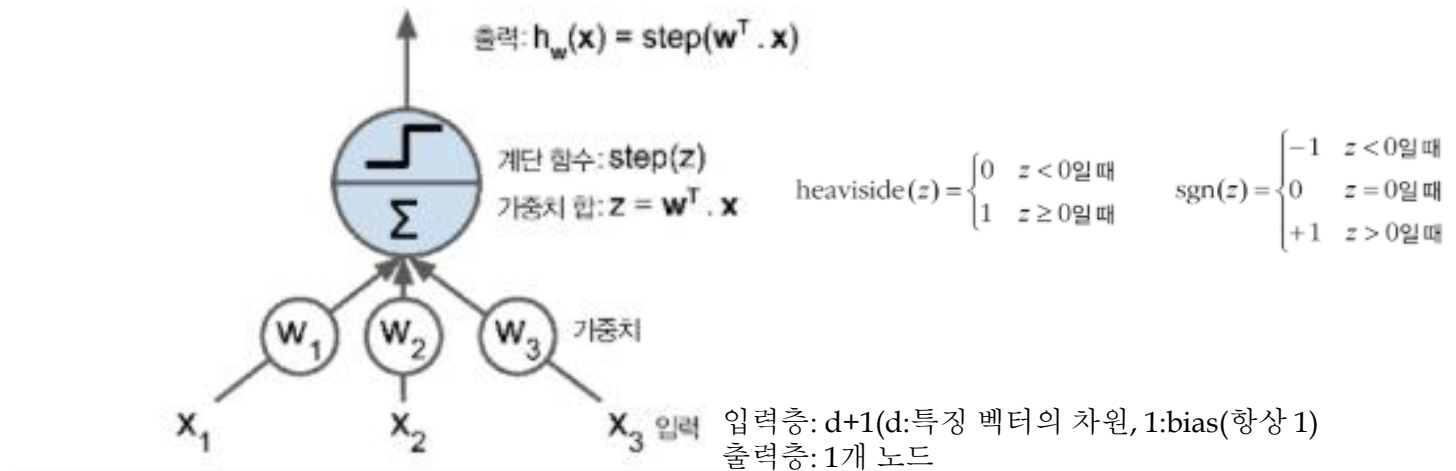 출력: h_w(x) = step(w^T . x)
계단 함수: step(z)
가중치 합: z = w^T . x
Σ
heaviside(z) = { 0 z < 0일 때
1 z ≥ 0일 때
sgn(z) = { −1 z < 0일 때
0 z = 0일 때
+1 z > 0일 때
W_1 W_2 W_3 가중치
X_1 X_2 X_3 입력
입력층: d+1(d:특징 벡터의 차원, 1:bias(항상 1)
출력층: 1개 노드